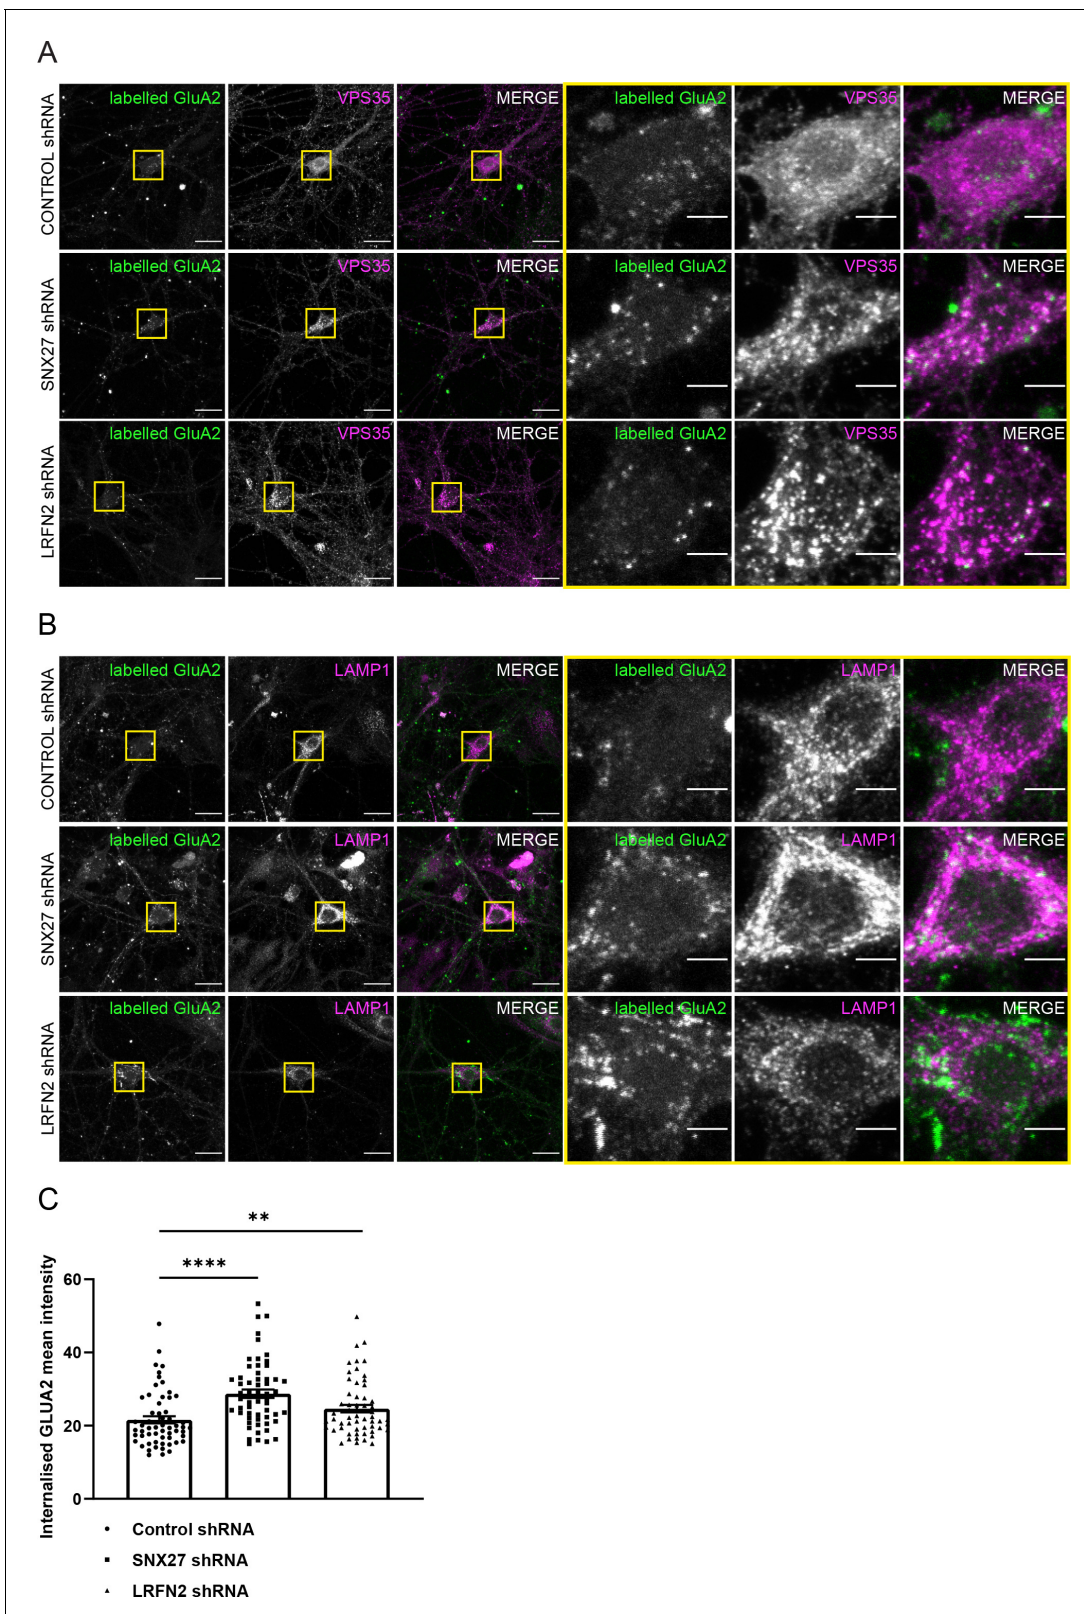 A
CONTROL shRNA
labelled GluA2 VPS35 MERGE labelled GluA2 VPS35 MERGE
SNX27 shRNA
labelled GluA2 VPS35 MERGE labelled GluA2 VPS35 MERGE
LRFN2 shRNA
labelled GluA2 VPS35 MERGE labelled GluA2 VPS35 MERGE
B
CONTROL shRNA
labelled GluA2 LAMP1 MERGE labelled GluA2 LAMP1 MERGE
SNX27 shRNA
labelled GluA2 LAMP1 MERGE labelled GluA2 LAMP1 MERGE
LRFN2 shRNA
labelled GluA2 LAMP1 MERGE labelled GluA2 LAMP1 MERGE
C
**
****
Internalised GLUA2 mean intensity
60
40
20
0
Control shRNA
SNX27 shRNA
LRFN2 shRNA